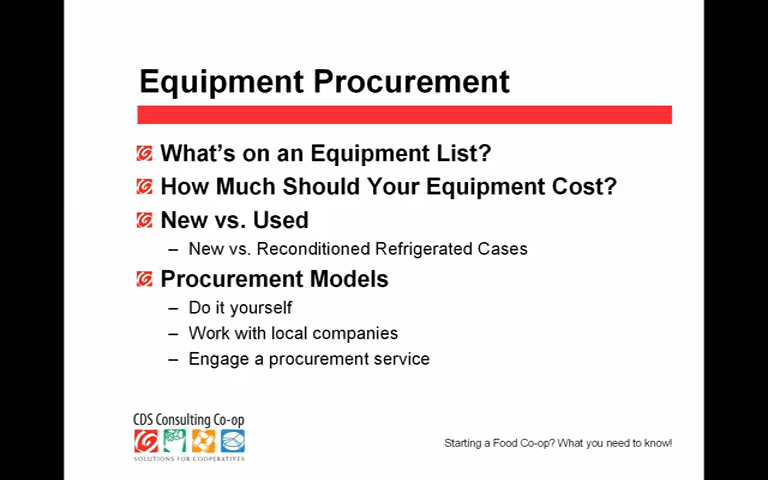 Equipment Procurement
What's on an Equipment List?
How Much Should Your Equipment Cost?
New vs. Used
– New vs. Reconditioned Refrigerated Cases
Procurement Models
– Do it yourself
– Work with local companies
– Engage a procurement service
CDS Consulting Co-op
SOLUTIONS FOR COOPERATIVES
Starting a Food Co-op? What you need to know!